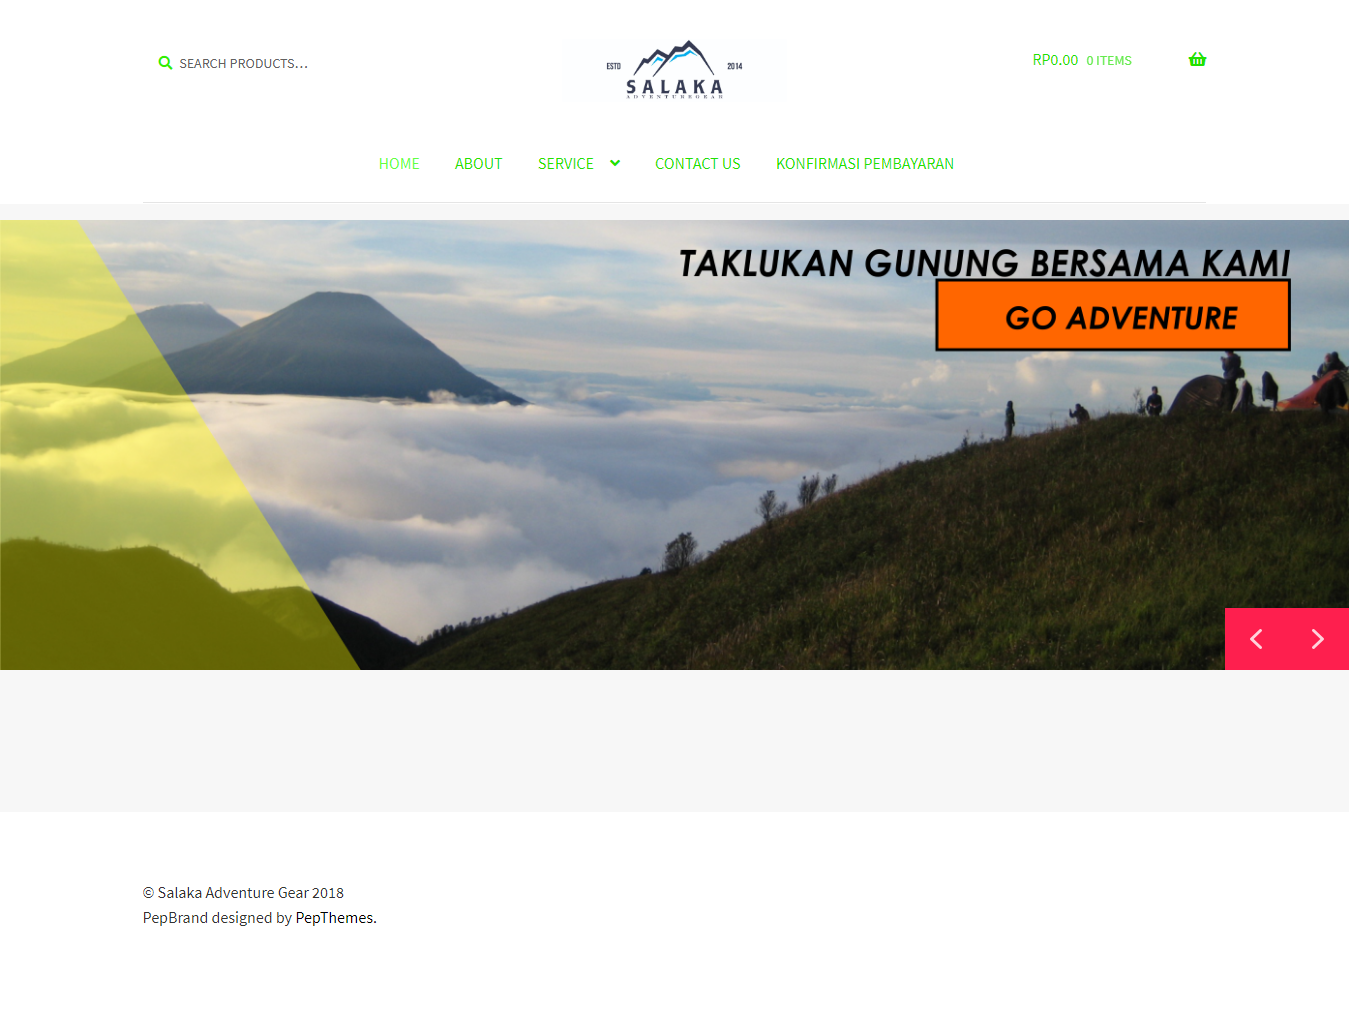 SEARCH PRODUCTS...
ESTD
2014
SALAKA
ADVENTUREGEAR
RP0.00 0 ITEMS
HOME ABOUT SERVICE CONTACT US KONFIRMASI PEMBAYARAN
TAKLUKAN GUNUNG BERSAMA KAMI
GO ADVENTURE
© Salaka Adventure Gear 2018
PepBrand designed by PepThemes.